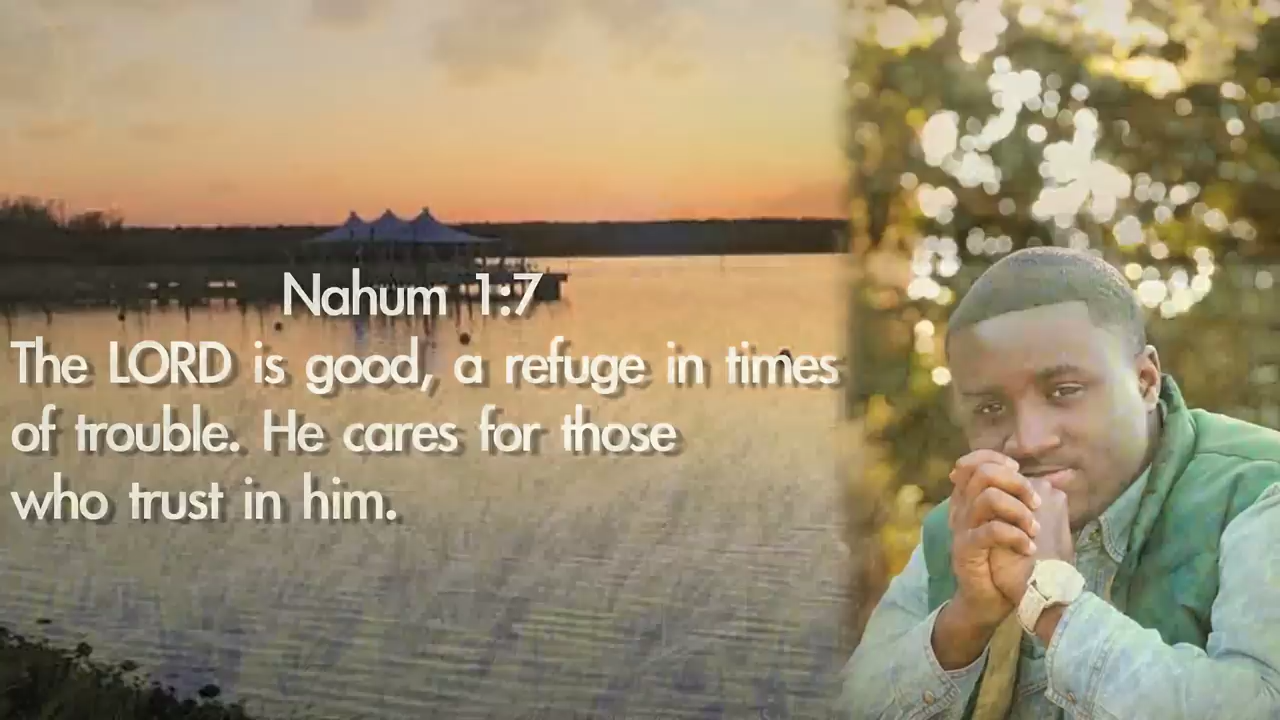 Nahum 1:7
The LORD is good, a refuge in times
of trouble. He cares for those
who trust in him.